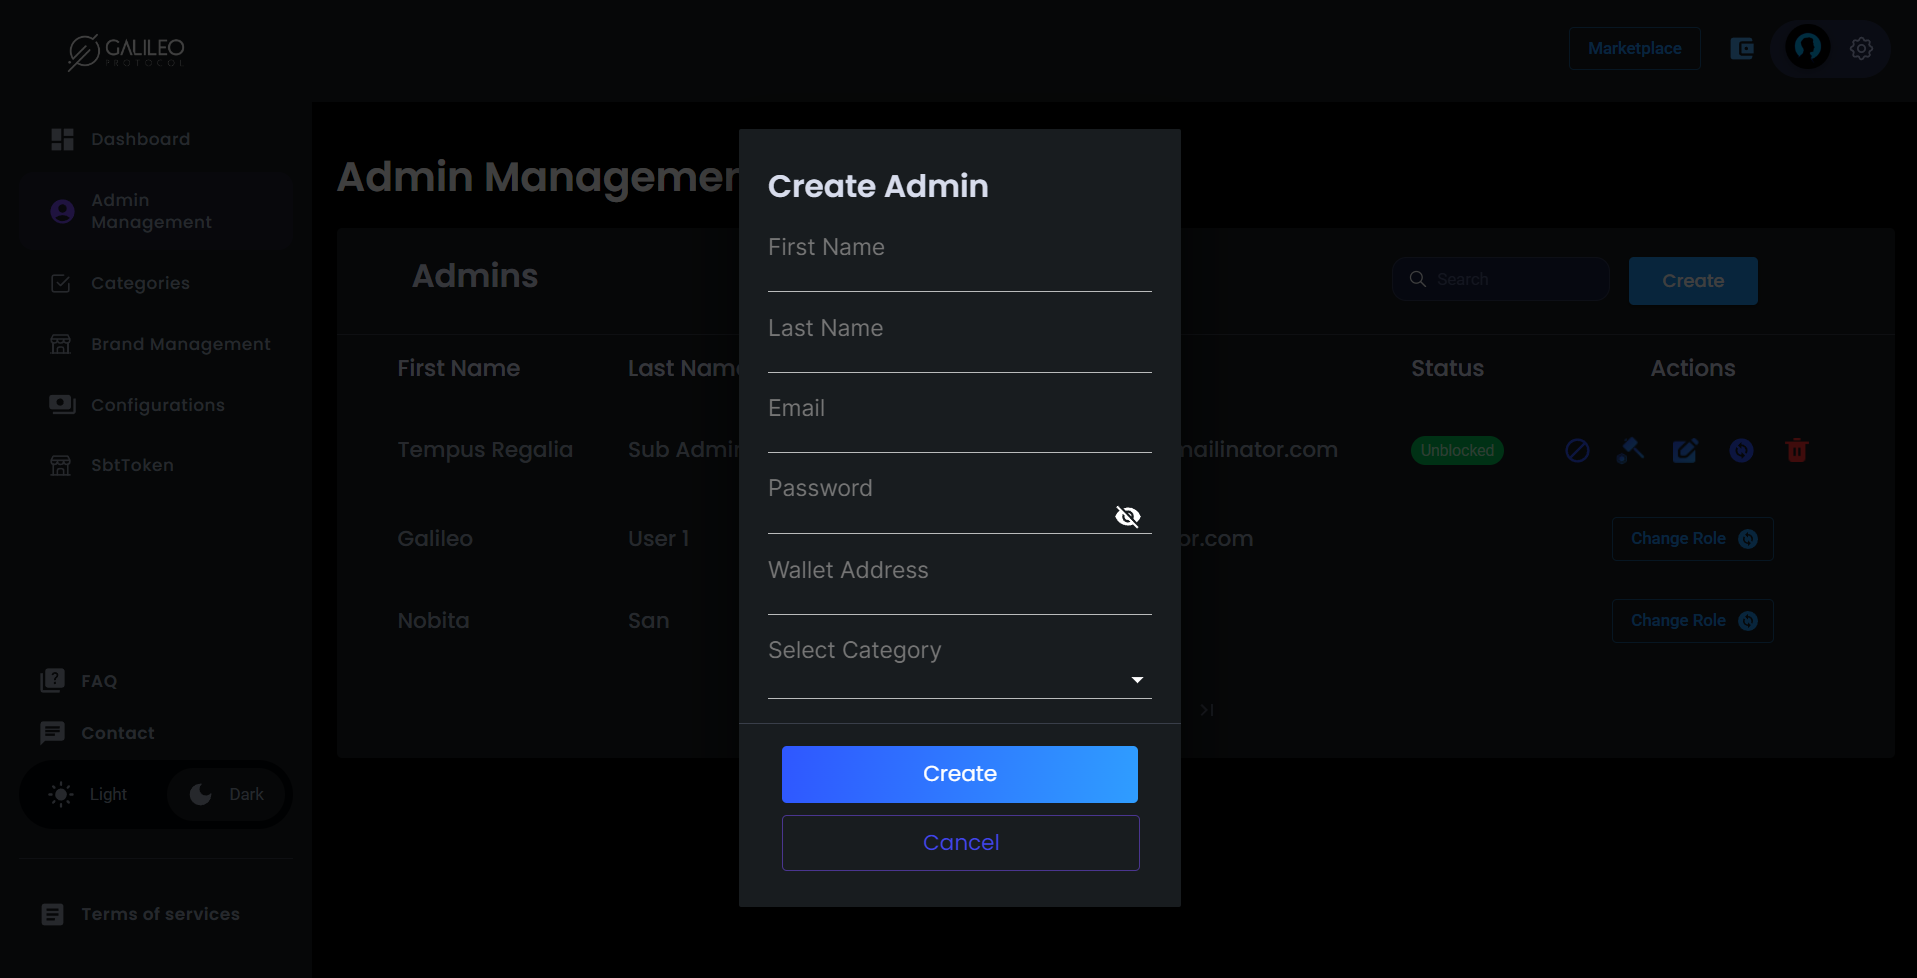 GALILEO
PROTOCOL
Marketplace
Dashboard
Admin
Management
Categories
Brand Management
Configurations
SbtToken
FAQ
Contact
Light
Dark
Terms of services
Admin Managemen
Admins
Search
Create
First Name
Last Name
Status
Actions
Tempus Regalia
Sub Admin
mailinator.com
Unblocked
Galileo
User 1
or.com
Change Role
Nobita
San
Change Role
Create Admin
First Name
Last Name
Email
Password
Wallet Address
Select Category
Create
Cancel